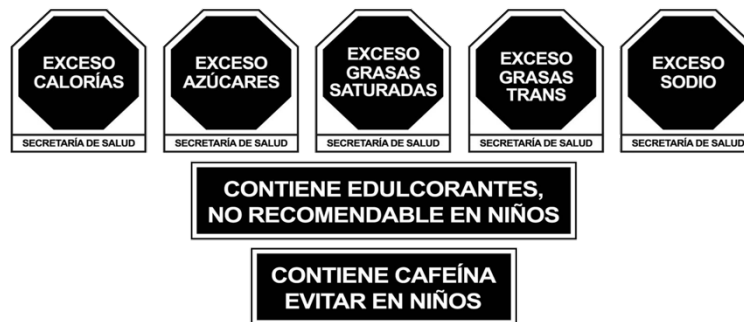 EXCESO
CALORÍAS
SECRETARÍA DE SALUD
EXCESO
AZÚCARES
SECRETARÍA DE SALUD
EXCESO
GRASAS
SATURADAS
SECRETARÍA DE SALUD
EXCESO
GRASAS
TRANS
SECRETARÍA DE SALUD
EXCESO
SODIO
SECRETARÍA DE SALUD
CONTIENE EDULCORANTES,
NO RECOMENDABLE EN NIÑOS
CONTIENE CAFEÍNA
EVITAR EN NIÑOS